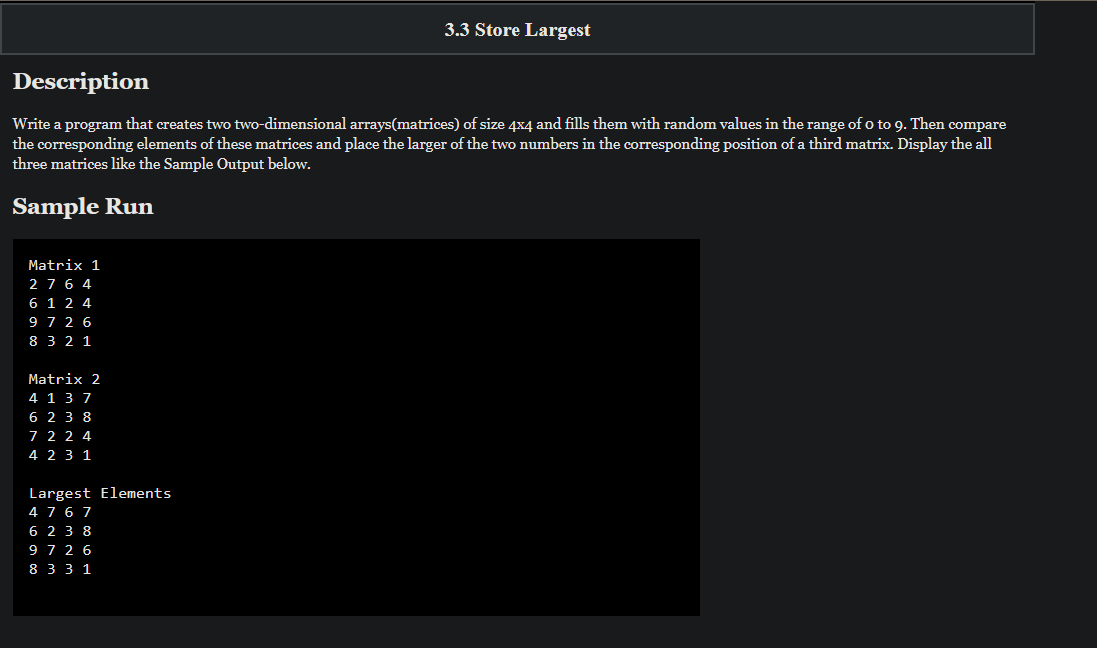 3.3 Store Largest
Description
Write a program that creates two two-dimensional arrays(matrices) of size 4x4 and fills them with random values in the range of 0 to 9. Then compare
the corresponding elements of these matrices and place the larger of the two numbers in the corresponding position of a third matrix. Display the all
three matrices like the Sample Output below.
Sample Run
Matrix 1
2 7 6 4
6 1 2 4
9 7 2 6
8 3 2 1
Matrix 2
4 1 3 7
6 2 3 8
7 2 2 4
4 2 3 1
Largest Elements
4 7 6 7
6 2 3 8
9 7 2 6
8 3 3 1